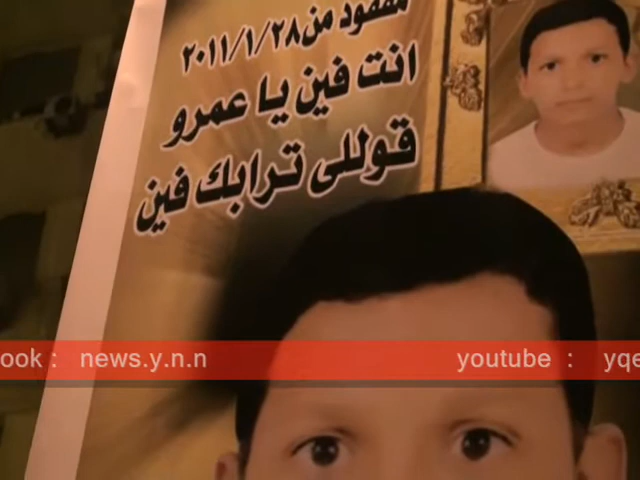 مفقود من ٢٠١١/١/٢٨
انت فين يا عمرو
قوللى ترابك فين
ook : news.y.n.n youtube : yqe